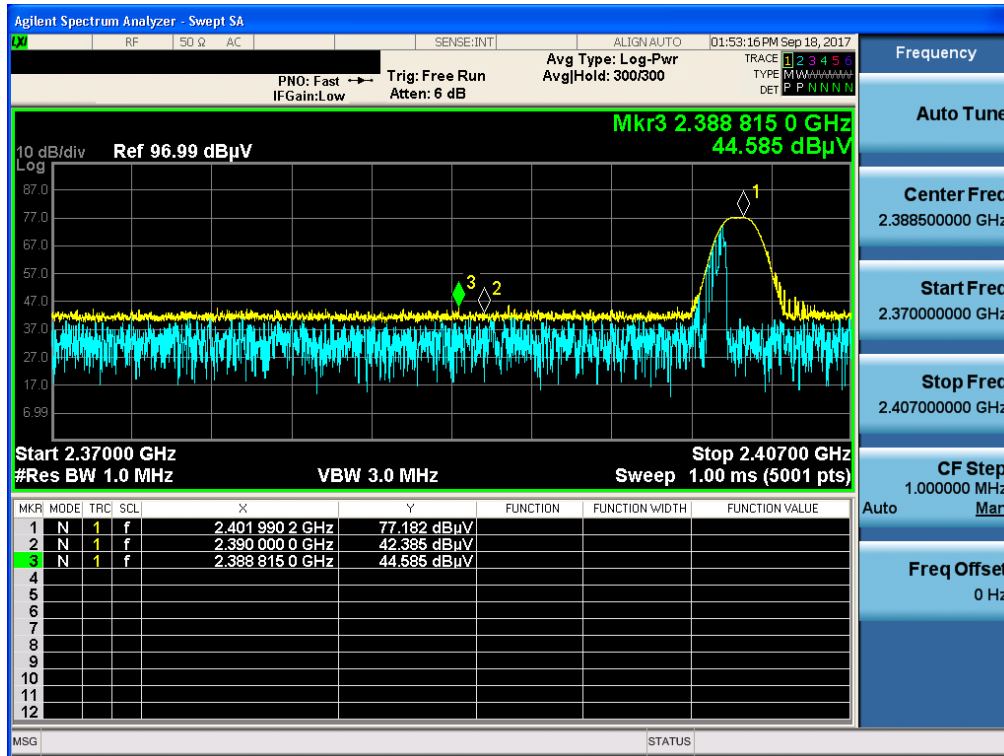 Agilent Spectrum Analyzer - Swept SA
LXI RF 50 Ω AC SENSE:INT ALIGN AUTO 01:53:16 PM Sep 18, 2017
Frequency
PNO: Fast Trig: Free Run Avg Type: Log-Pwr TRACE 1 2 3 4 5 6
IFGain:Low Atten: 6 dB Avg|Hold: 300/300 TYPE M W W W W W
DET P P N N N N
Mkr3 2.388 815 0 GHz
44.585 dBµV
10 dB/div Ref 96.99 dBµV
Log
87.0
77.0
67.0
57.0
47.0
37.0
27.0
17.0
6.99
1
3
2
Start 2.37000 GHz Stop 2.40700 GHz
#Res BW 1.0 MHz VBW 3.0 MHz Sweep 1.00 ms (5001 pts)
MKR MODE TRC SCL X Y FUNCTION FUNCTION WIDTH FUNCTION VALUE
1 N 1 f 2.401 990 2 GHz 77.182 dBµV
2 N 1 f 2.390 000 0 GHz 42.385 dBµV
3 N 1 f 2.388 815 0 GHz 44.585 dBµV
4
5
6
7
8
9
10
11
12
MSG STATUS
Auto Tune
Center Freq
2.388500000 GHz
Start Freq
2.370000000 GHz
Stop Freq
2.407000000 GHz
CF Step
1.000000 MHz
Auto Man
Freq Offset
0 Hz